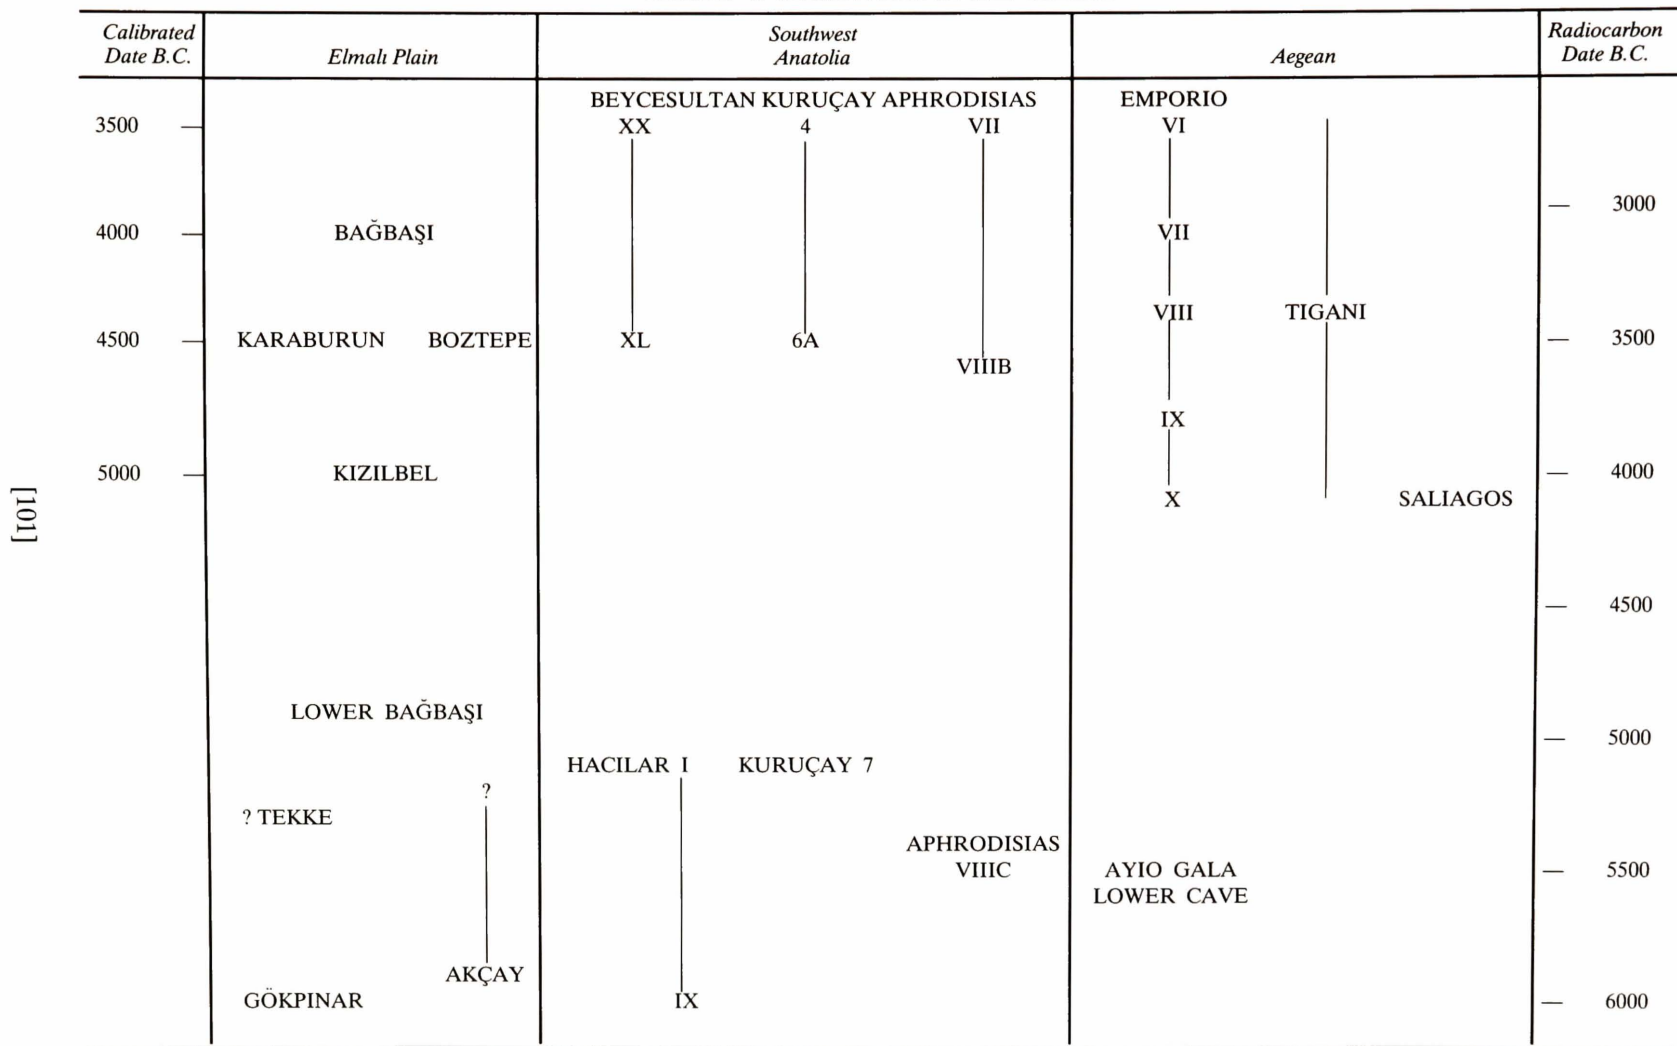 Calibrated Date B.C.
Elmalı Plain
Southwest Anatolia
Aegean
Radiocarbon Date B.C.
BEYCESULTAN KURUÇAY APHRODISIAS EMPORIO
3500 — XX 4 VII VI
— 3000
4000 — BAĞBAŞI VII
VIII TIGANI
4500 — KARABURUN BOZTEPE XL 6A — 3500
VIIIB
IX
5000 — KIZILBEL — 4000
X SALIAGOS
[101]
— 4500
LOWER BAĞBAŞI
— 5000
HACILAR I KURUÇAY 7
?
? TEKKE
APHRODISIAS
VIIIC AYIO GALA — 5500
LOWER CAVE
AKÇAY
GÖKPINAR IX — 6000